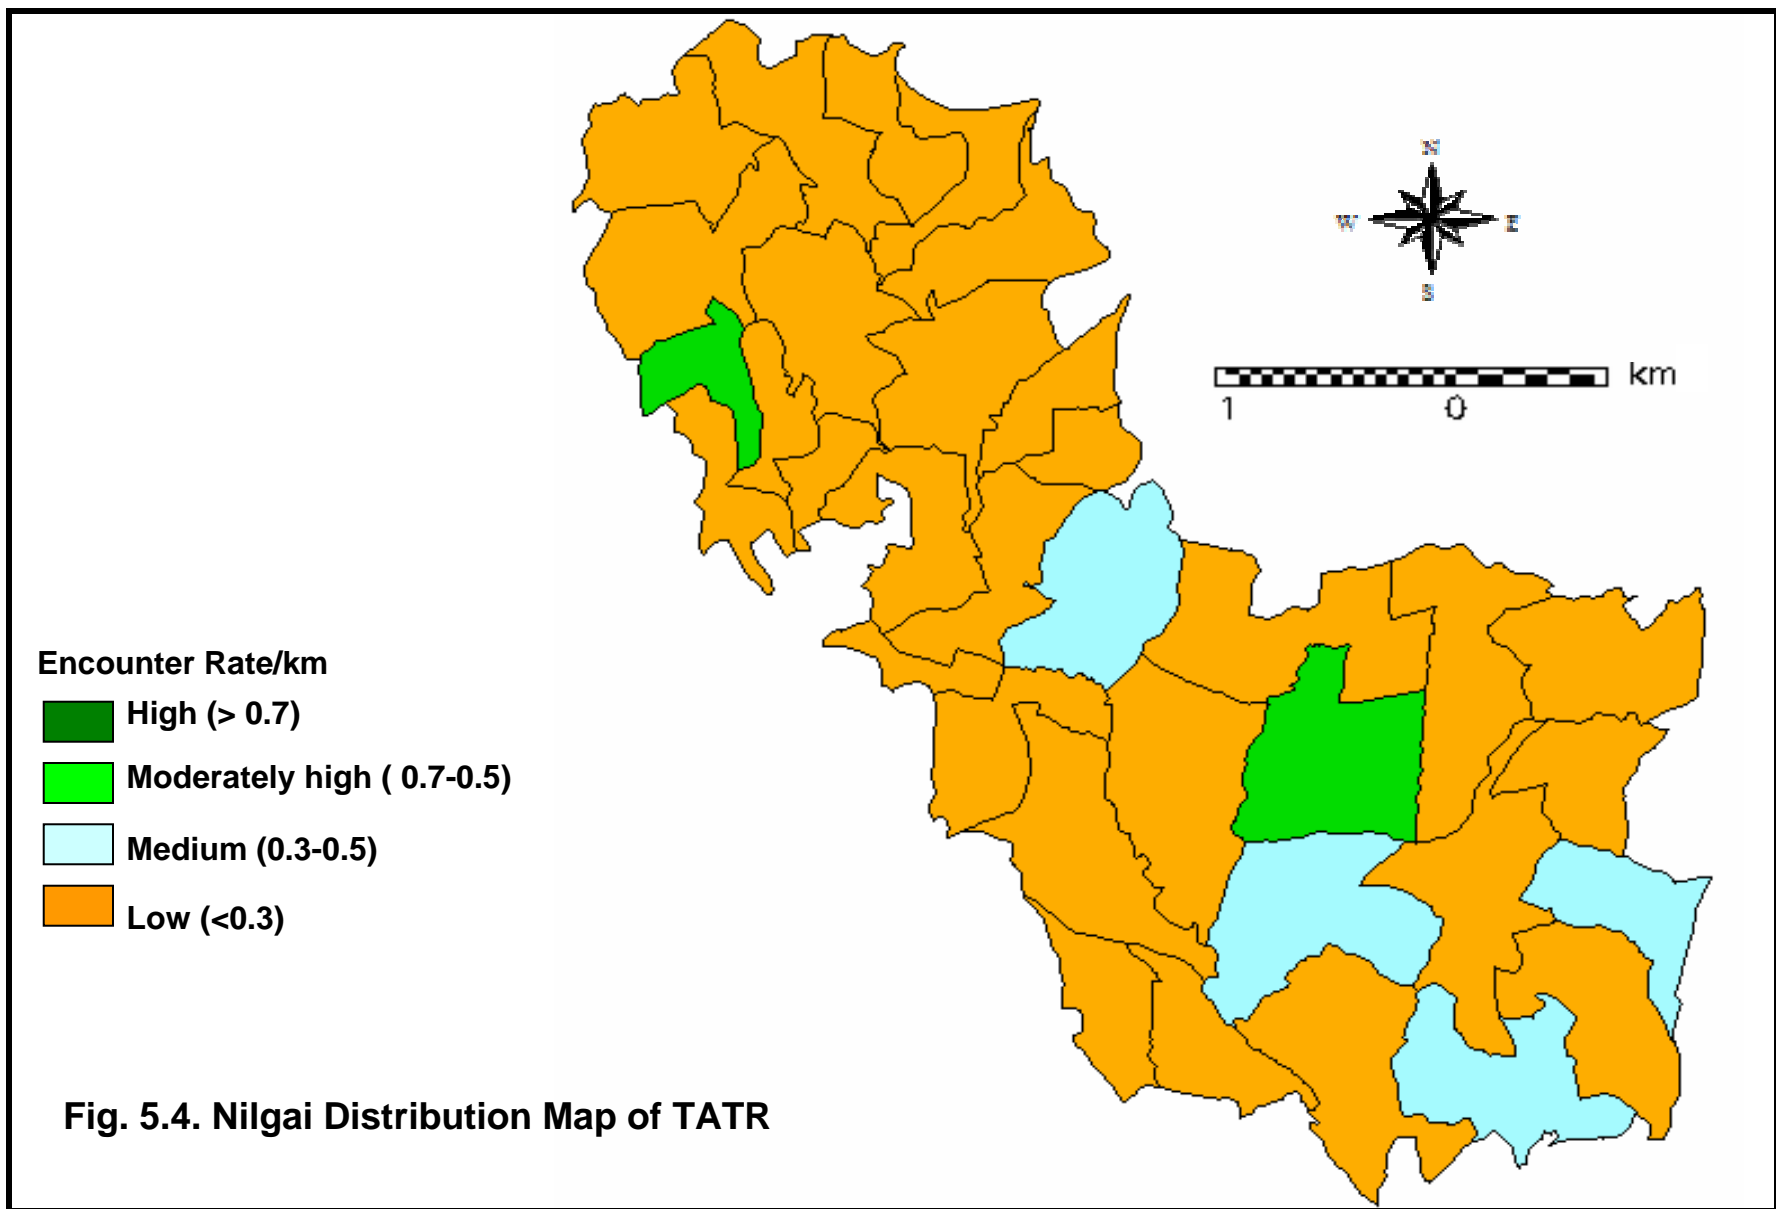 N
W E
S
km
1 0
Encounter Rate/km
High (> 0.7)
Moderately high ( 0.7-0.5)
Medium (0.3-0.5)
Low (<0.3)
Fig. 5.4. Nilgai Distribution Map of TATR